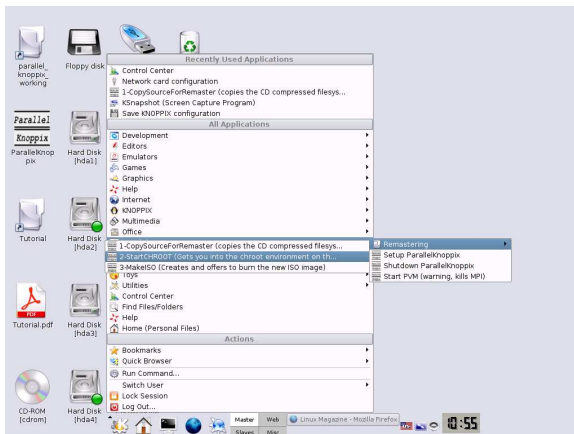 parallel_
knoppix_
working
Floppy disk
Parallel
Knoppix
ParallelKnop
pix
Hard Disk
[hda1]
Tutorial
Hard Disk
[hda2]
Tutorial.pdf
Hard Disk
[hda3]
CD-ROM
[cdrom]
Hard Disk
[hda4]
Recently Used Applications
Control Center
Network card configuration
1-CopySourceForRemaster (copies the CD compressed filesys...
KSnapshot (Screen Capture Program)
Save KNOPPIX configuration
All Applications
Development
Editors
Emulators
Games
Graphics
Help
Internet
KNOPPIX
Multimedia
Office
1-CopySourceForRemaster (copies the CD compressed filesys...
2-StartCHROOT (Gets you into the chroot environment on th...
3-MakeISO (Creates and offers to burn the new ISO image)
Remastering
Setup ParallelKnoppix
Shutdown ParallelKnoppix
Start PVM (warning, kills MPI)
Toys
Utilities
Control Center
Find Files/Folders
Help
Home (Personal Files)
Actions
Bookmarks
Quick Browser
Run Command...
Switch User
Lock Session
Log Out...
Master
Web
Slaves
Misc
Linux Magazine - Mozilla Firefox
18:55